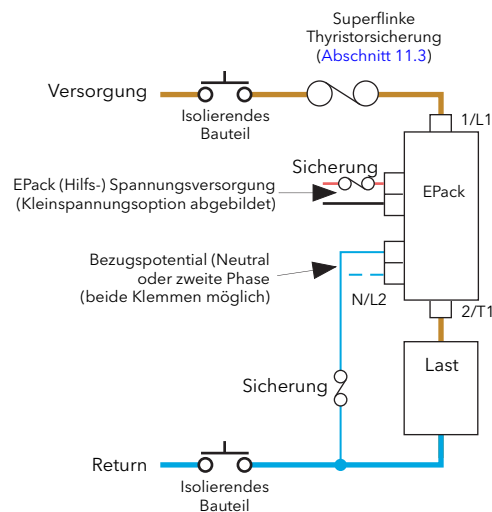 Superflinke
Thyristorsicherung
(Abschnitt 11.3)
Versorgung
Isolierendes
Bauteil
1/L1
Sicherung
EPack
EPack (Hilfs-) Spannungsversorgung
(Kleinspannungsoption abgebildet)
Bezugspotential (Neutral
oder zweite Phase
(beide Klemmen möglich)
N/L2
2/T1
Last
Sicherung
Return
Isolierendes
Bauteil